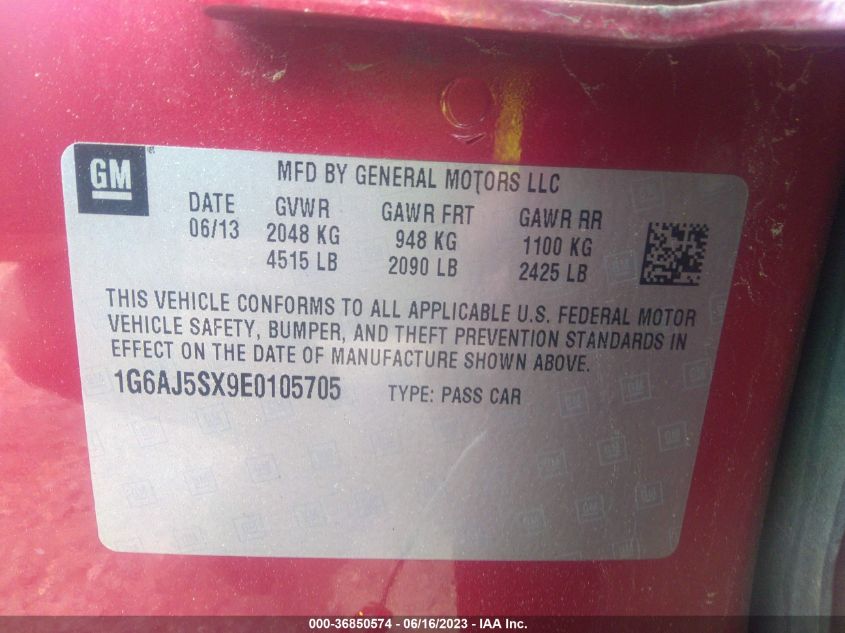 GM
MFD BY GENERAL MOTORS LLC
DATE GVWR GAWR FRT GAWR RR
06/13 2048 KG 948 KG 1100 KG
4515 LB 2090 LB 2425 LB
THIS VEHICLE CONFORMS TO ALL APPLICABLE U.S. FEDERAL MOTOR
VEHICLE SAFETY, BUMPER, AND THEFT PREVENTION STANDARDS IN
EFFECT ON THE DATE OF MANUFACTURE SHOWN ABOVE.
1G6AJ5SX9E0105705 TYPE: PASS CAR
000-36850574 - 06/16/2023 - IAA Inc.